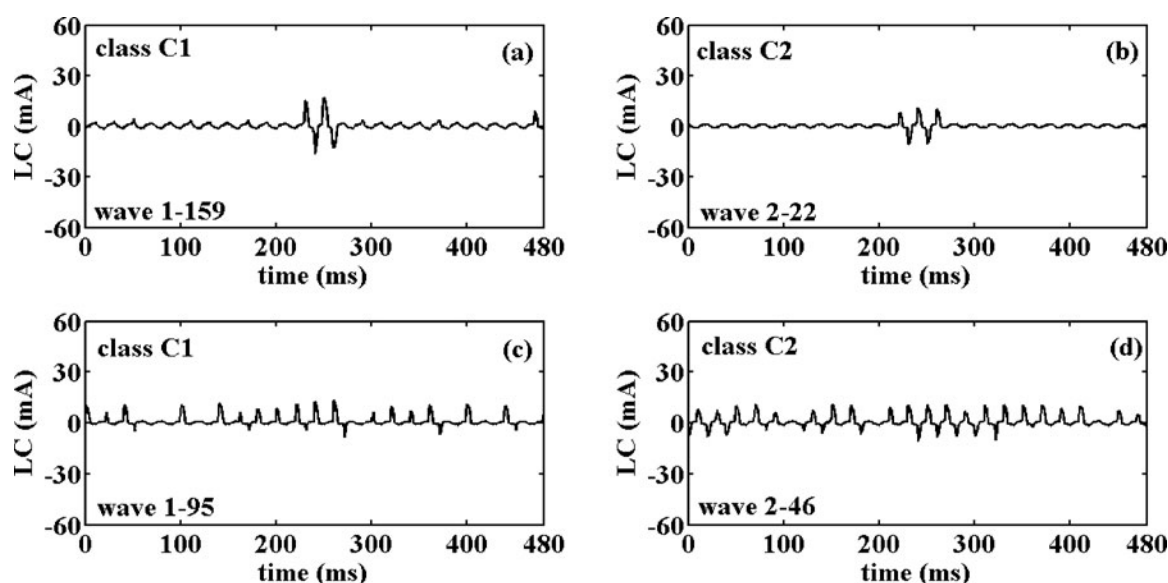 60
class C1
(a)
30
LC (mA)
0
-30
wave 1-159
-60
0 100 200 300 400 480
time (ms)
60
class C2
(b)
30
LC (mA)
0
-30
wave 2-22
-60
0 100 200 300 400 480
time (ms)
60
class C1
(c)
30
LC (mA)
0
-30
wave 1-95
-60
0 100 200 300 400 480
time (ms)
60
class C2
(d)
30
LC (mA)
0
-30
wave 2-46
-60
0 100 200 300 400 480
time (ms)